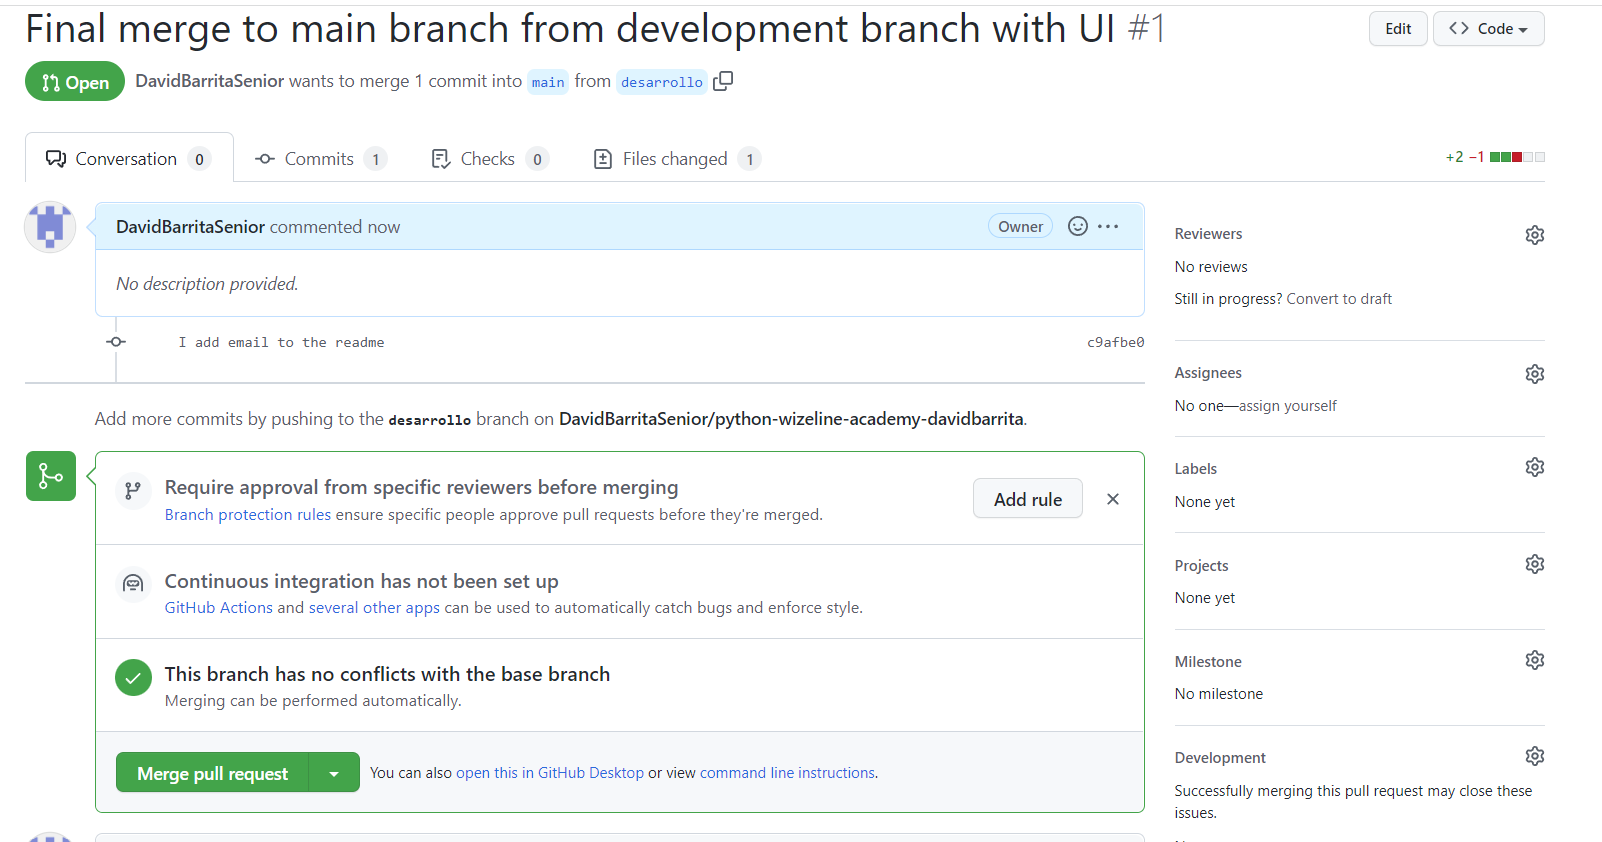 Final merge to main branch from development branch with UI #1
Edit
Code
Open
DavidBarritaSenior wants to merge 1 commit into main from desarrollo
Conversation 0
Commits 1
Checks 0
Files changed 1
+2 −1
DavidBarritaSenior commented now
Owner
No description provided.
I add email to the readme
c9afbe0
Add more commits by pushing to the desarrollo branch on DavidBarritaSenior/python-wizeline-academy-davidbarrita.
Require approval from specific reviewers before merging
Branch protection rules ensure specific people approve pull requests before they're merged.
Add rule
Continuous integration has not been set up
GitHub Actions and several other apps can be used to automatically catch bugs and enforce style.
This branch has no conflicts with the base branch
Merging can be performed automatically.
Merge pull request
You can also open this in GitHub Desktop or view command line instructions.
Reviewers
No reviews
Still in progress? Convert to draft
Assignees
No one—assign yourself
Labels
None yet
Projects
None yet
Milestone
No milestone
Development
Successfully merging this pull request may close these
issues.